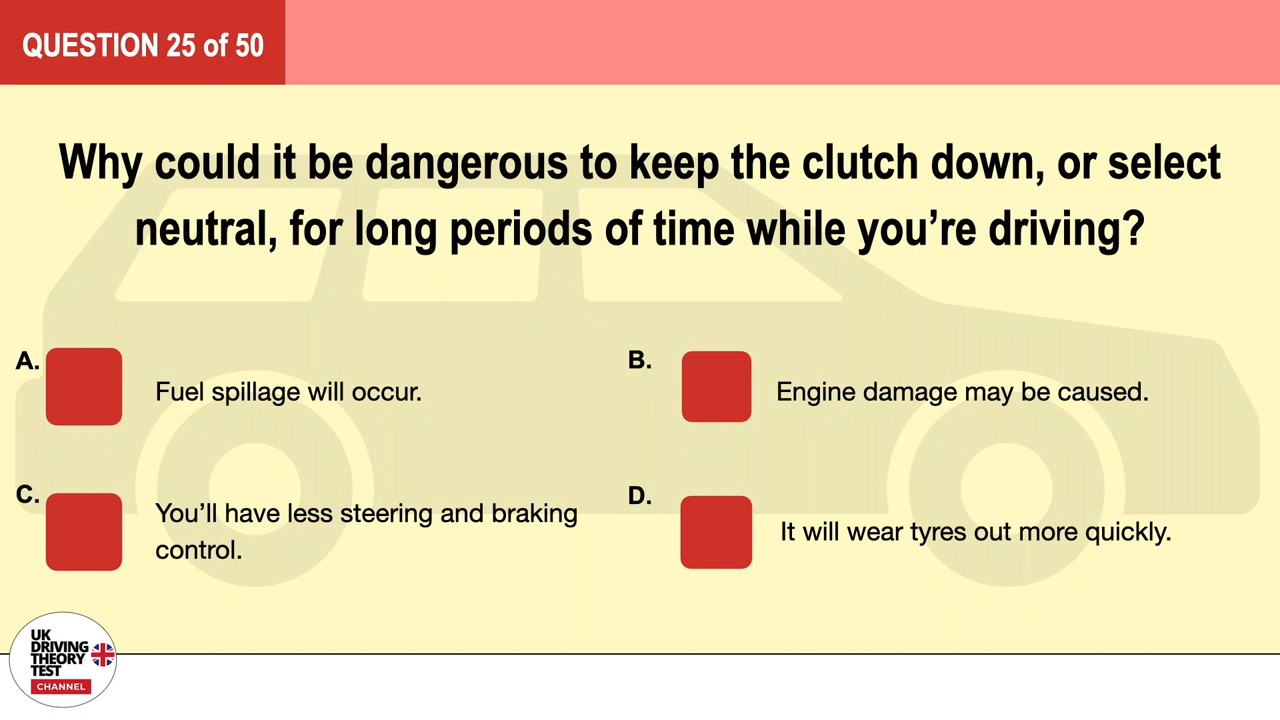 QUESTION 25 of 50
Why could it be dangerous to keep the clutch down, or select
neutral, for long periods of time while you’re driving?
A.
Fuel spillage will occur.
B.
Engine damage may be caused.
C.
You’ll have less steering and braking
control.
D.
It will wear tyres out more quickly.
UK
DRIVING
THEORY
TEST
CHANNEL